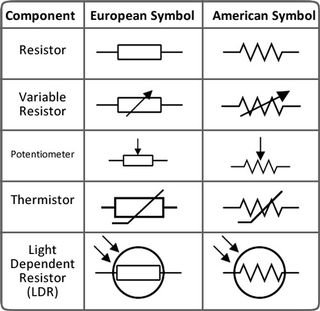 Component European Symbol American Symbol
Resistor
Variable
Resistor
Potentiometer
Thermistor
Light
Dependent
Resistor
(LDR)